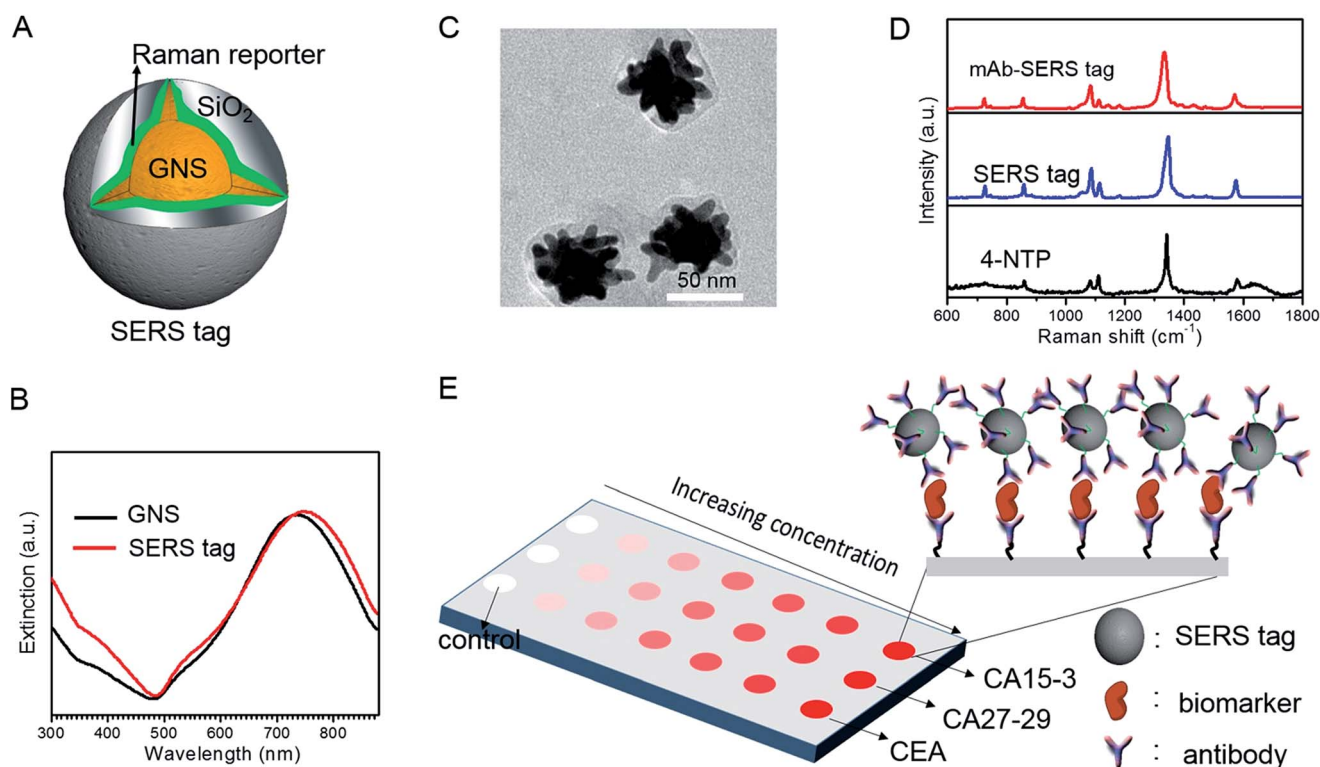 A
Raman reporter
SiO2
GNS
SERS tag
B
GNS
SERS tag
Extinction (a.u.)
300 400 500 600 700 800
Wavelength (nm)
C
50 nm
D
mAb-SERS tag
SERS tag
4-NTP
Intensity (a.u.)
600 800 1000 1200 1400 1600 1800
Raman shift (cm-1)
E
Increasing concentration
control
CA15-3
CA27-29
CEA
: SERS tag
: biomarker
: antibody